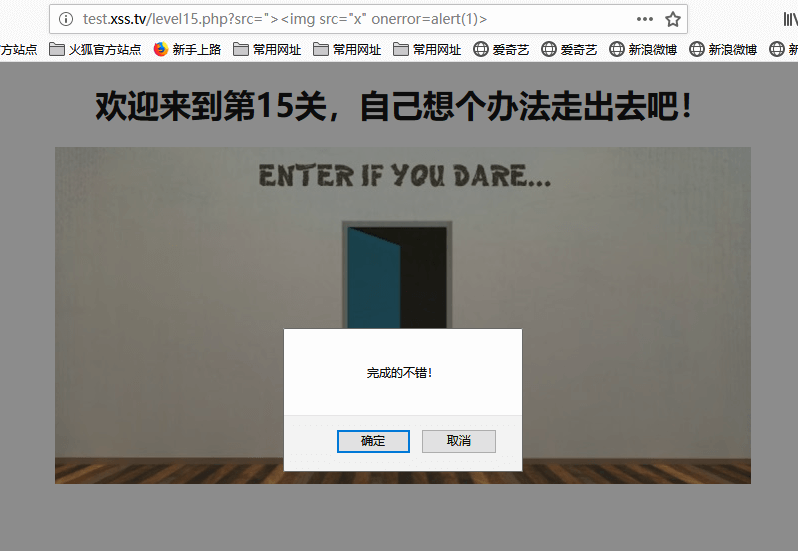 test.xss.tv/level15.php?src="><img src="x" onerror=alert(1)>
方站点 火狐官方站点 新手上路 常用网址 常用网址 常用网址 爱奇艺 爱奇艺 新浪微博 新浪微博
欢迎来到第15关，自己想个办法走出去吧！
ENTER IF YOU DARE...
完成的不错！
确定 取消